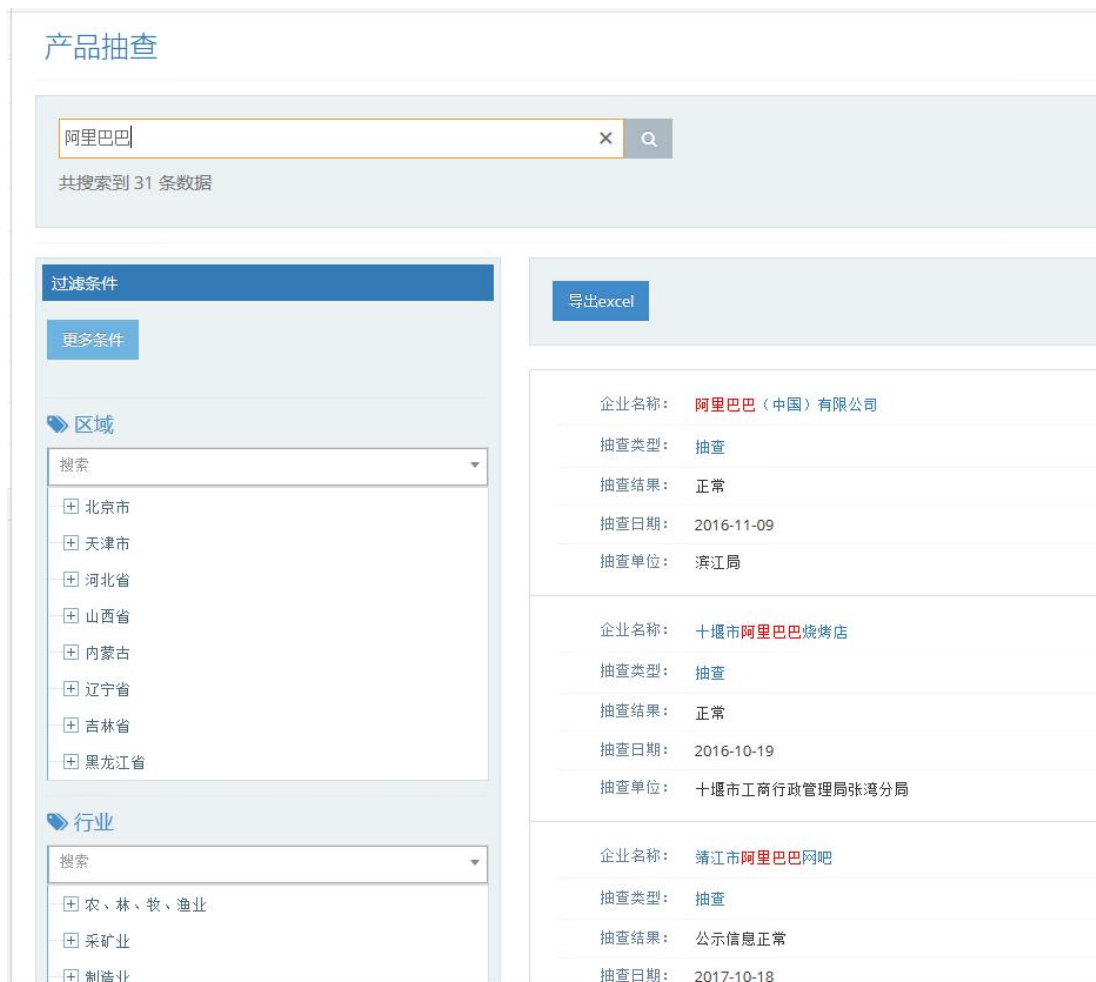 产品抽查
阿里巴巴
共搜索到 31 条数据
过滤条件
更多条件
区域
搜索
北京市
天津市
河北省
山西省
内蒙古
辽宁省
吉林省
黑龙江省
行业
搜索
农、林、牧、渔业
采矿业
制造业
导出excel
企业名称： 阿里巴巴（中国）有限公司
抽查类型： 抽查
抽查结果： 正常
抽查日期： 2016-11-09
抽查单位： 滨江局
企业名称： 十堰市阿里巴巴烧烤店
抽查类型： 抽查
抽查结果： 正常
抽查日期： 2016-10-19
抽查单位： 十堰市工商行政管理局张湾分局
企业名称： 靖江市阿里巴巴网吧
抽查类型： 抽查
抽查结果： 公示信息正常
抽查日期： 2017-10-18